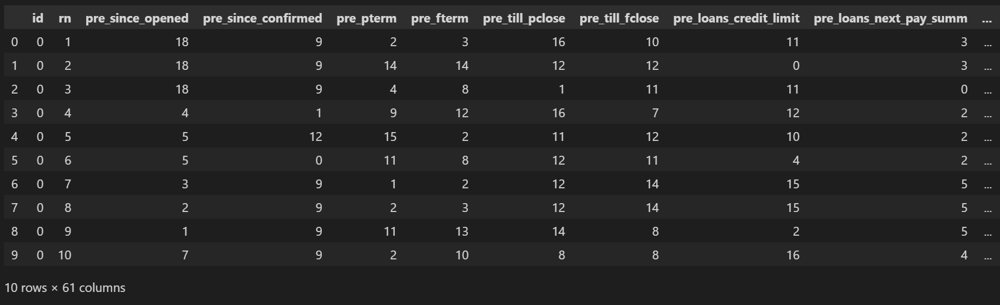 id rn pre_since_opened pre_since_confirmed pre_pterm pre_fterm pre_till_pclose pre_till_fclose pre_loans_credit_limit pre_loans_next_pay_summ ...
0 0 1 18 9 2 3 16 10 11 3 ...
1 0 2 18 9 14 14 12 12 0 3 ...
2 0 3 18 9 4 8 1 11 11 0 ...
3 0 4 4 1 9 12 16 7 12 2 ...
4 0 5 5 12 15 2 11 12 10 2 ...
5 0 6 5 0 11 8 12 11 4 2 ...
6 0 7 3 9 1 2 12 14 15 5 ...
7 0 8 2 9 2 3 12 14 15 5 ...
8 0 9 1 9 11 13 14 8 2 5 ...
9 0 10 7 9 2 10 8 8 16 4 ...
10 rows × 61 columns